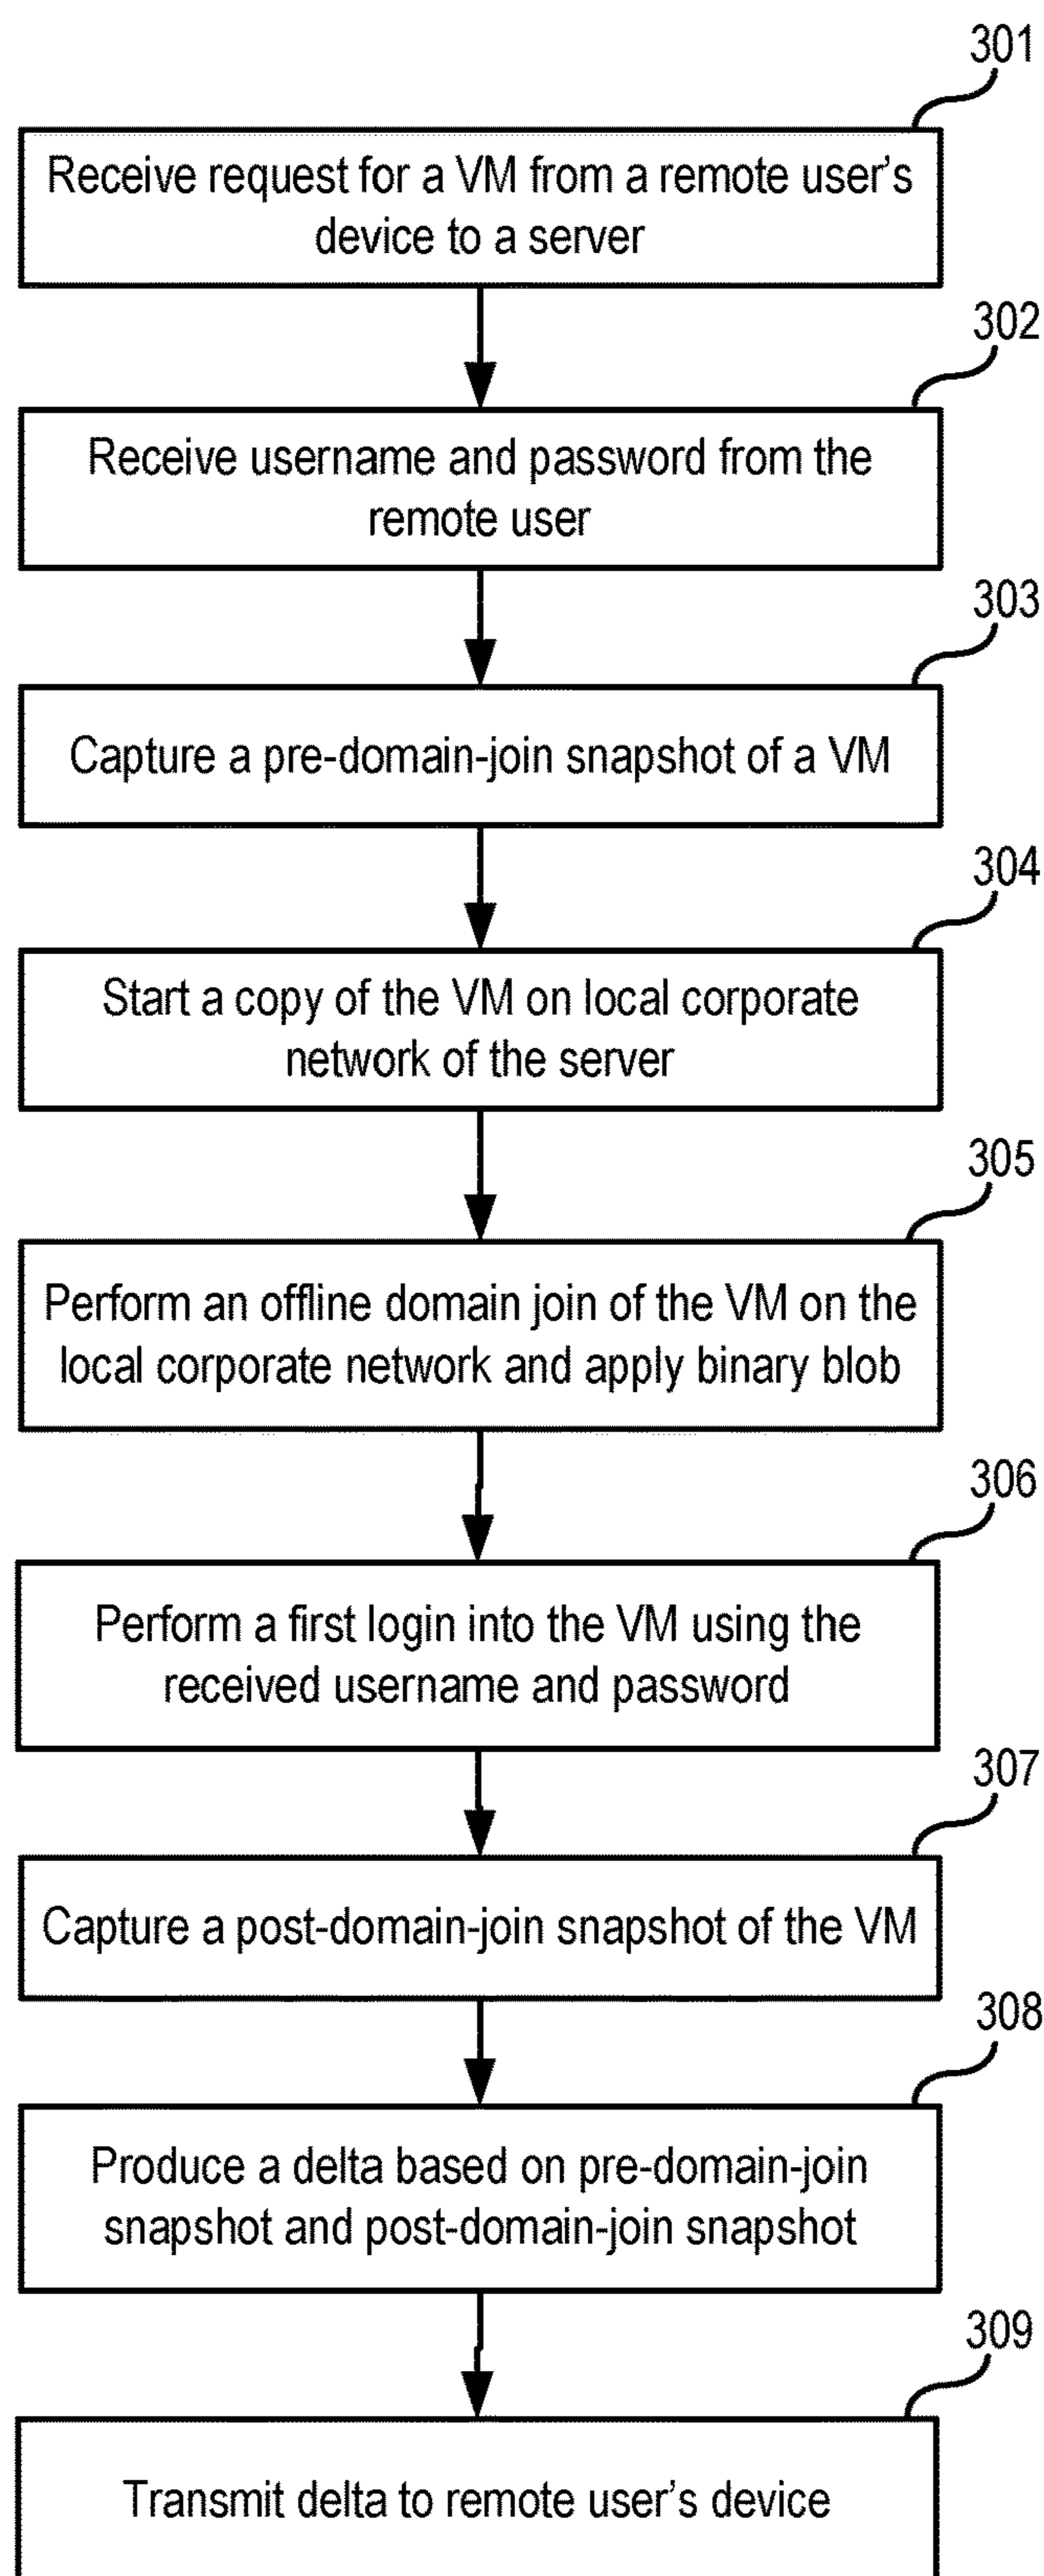 301
Receive request for a VM from a remote user's
device to a server
302
Receive username and password from the
remote user
303
Capture a pre-domain-join snapshot of a VM
304
Start a copy of the VM on local corporate
network of the server
305
Perform an offline domain join of the VM on the
local corporate network and apply binary blob
306
Perform a first login into the VM using the
received username and password
307
Capture a post-domain-join snapshot of the VM
308
Produce a delta based on pre-domain-join
snapshot and post-domain-join snapshot
309
Transmit delta to remote user's device